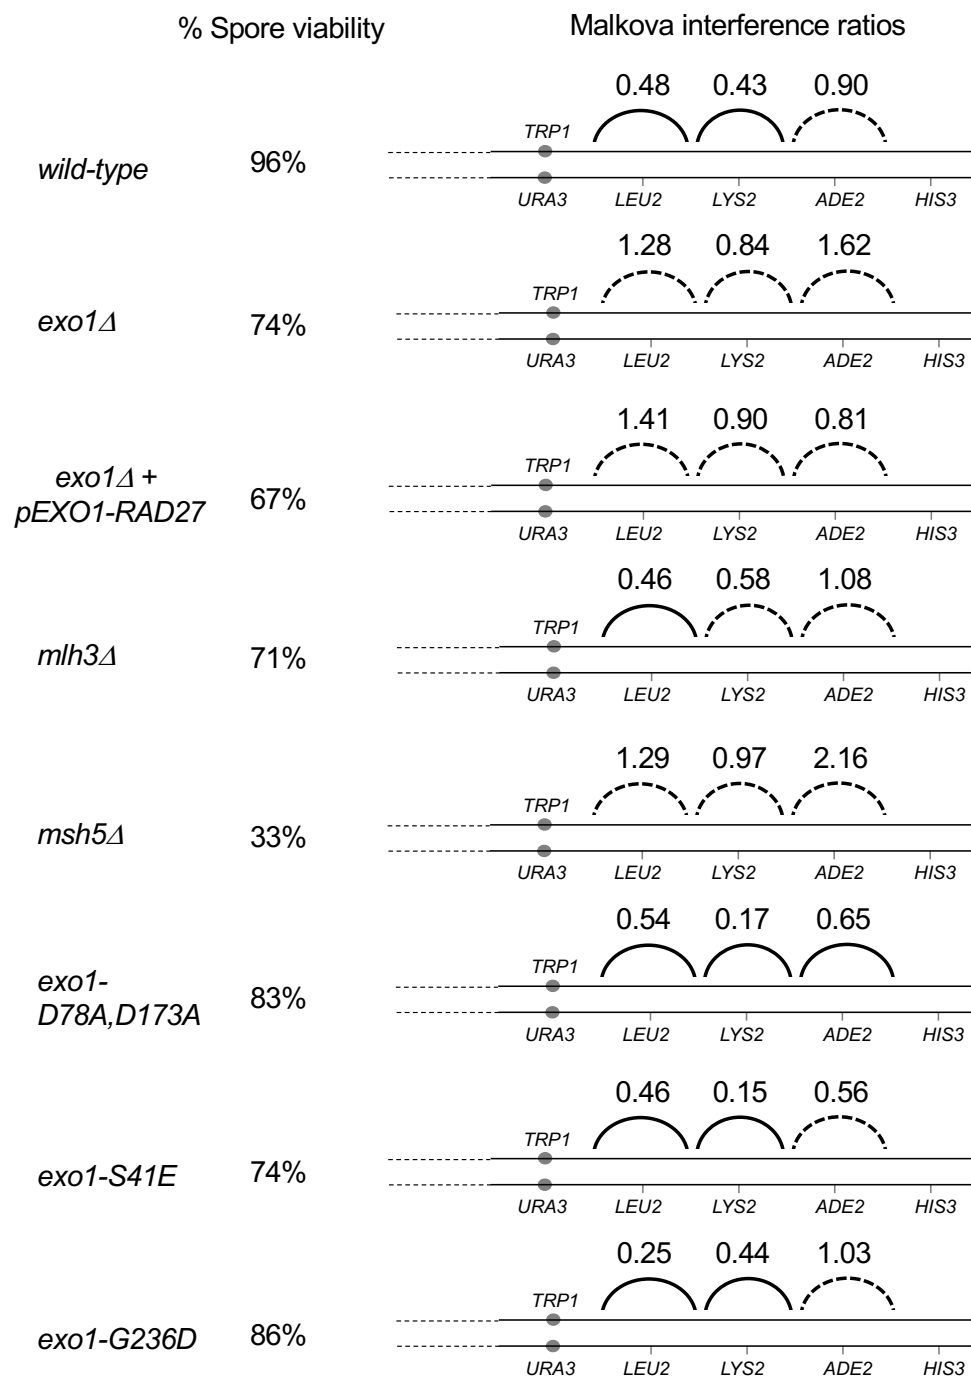 % Spore viability Malkova interference ratios
0.48 0.43 0.90
TRP1
wild-type 96%
URA3 LEU2 LYS2 ADE2 HIS3
1.28 0.84 1.62
TRP1
exo1Δ 74%
URA3 LEU2 LYS2 ADE2 HIS3
1.41 0.90 0.81
TRP1
exo1Δ +
pEXO1-RAD27 67%
URA3 LEU2 LYS2 ADE2 HIS3
0.46 0.58 1.08
TRP1
mlh3Δ 71%
URA3 LEU2 LYS2 ADE2 HIS3
1.29 0.97 2.16
TRP1
msh5Δ 33%
URA3 LEU2 LYS2 ADE2 HIS3
0.54 0.17 0.65
TRP1
exo1-
D78A,D173A 83%
URA3 LEU2 LYS2 ADE2 HIS3
0.46 0.15 0.56
TRP1
exo1-S41E 74%
URA3 LEU2 LYS2 ADE2 HIS3
0.25 0.44 1.03
TRP1
exo1-G236D 86%
URA3 LEU2 LYS2 ADE2 HIS3